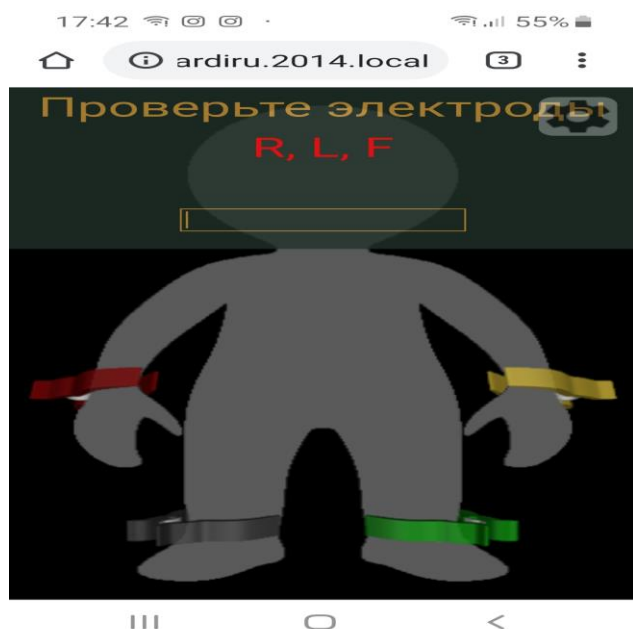 17:42 55%
ardiru.2014.local 3
Проверьте электроды
R, L, F